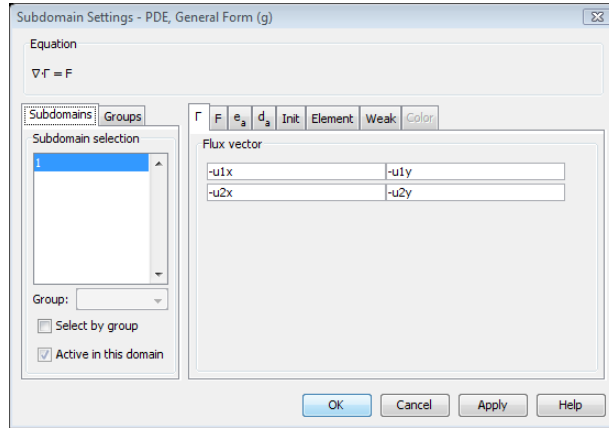 Subdomain Settings - PDE, General Form (g)
Equation
∇·Γ = F
Subdomains Groups
Subdomain selection
1
Group:
Select by group
Active in this domain
Γ F ea da Init Element Weak Color
Flux vector
-u1x -u1y
-u2x -u2y
OK Cancel Apply Help